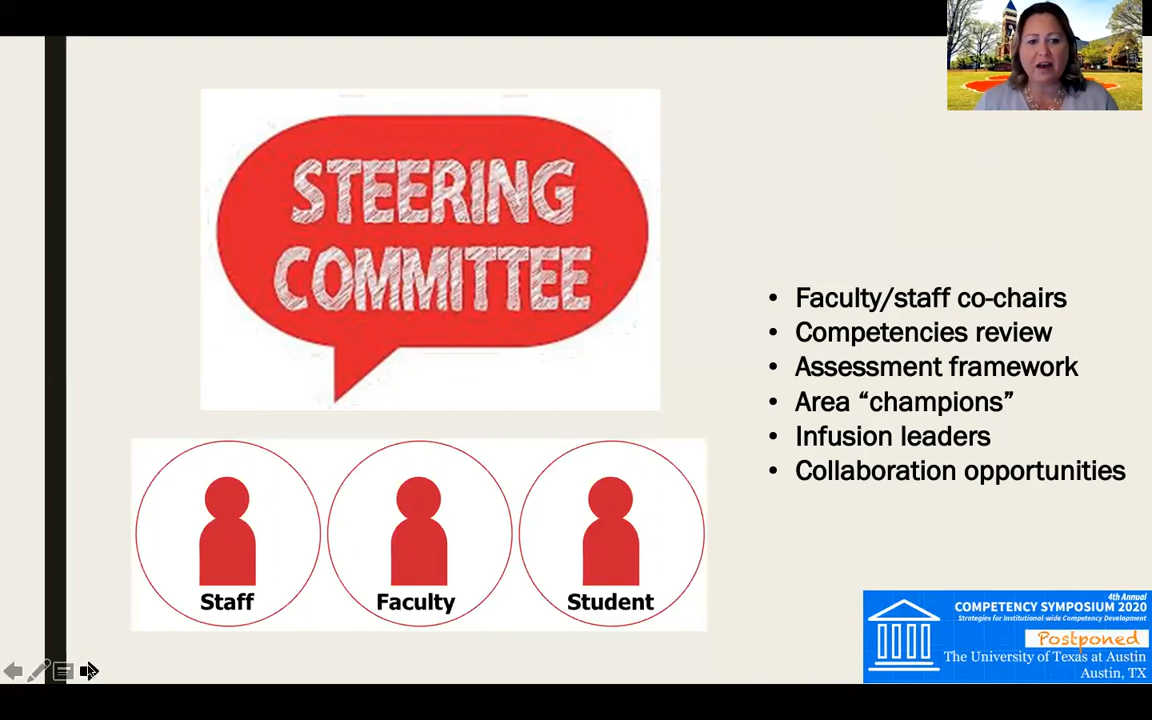 STEERING
COMMITTEE
• Faculty/staff co-chairs
• Competencies review
• Assessment framework
• Area “champions”
• Infusion leaders
• Collaboration opportunities
Staff
Faculty
Student
4th Annual
COMPETENCY SYMPOSIUM 2020
Strategies for Institutional-wide Competency Development
Postponed
The University of Texas at Austin
Austin, TX